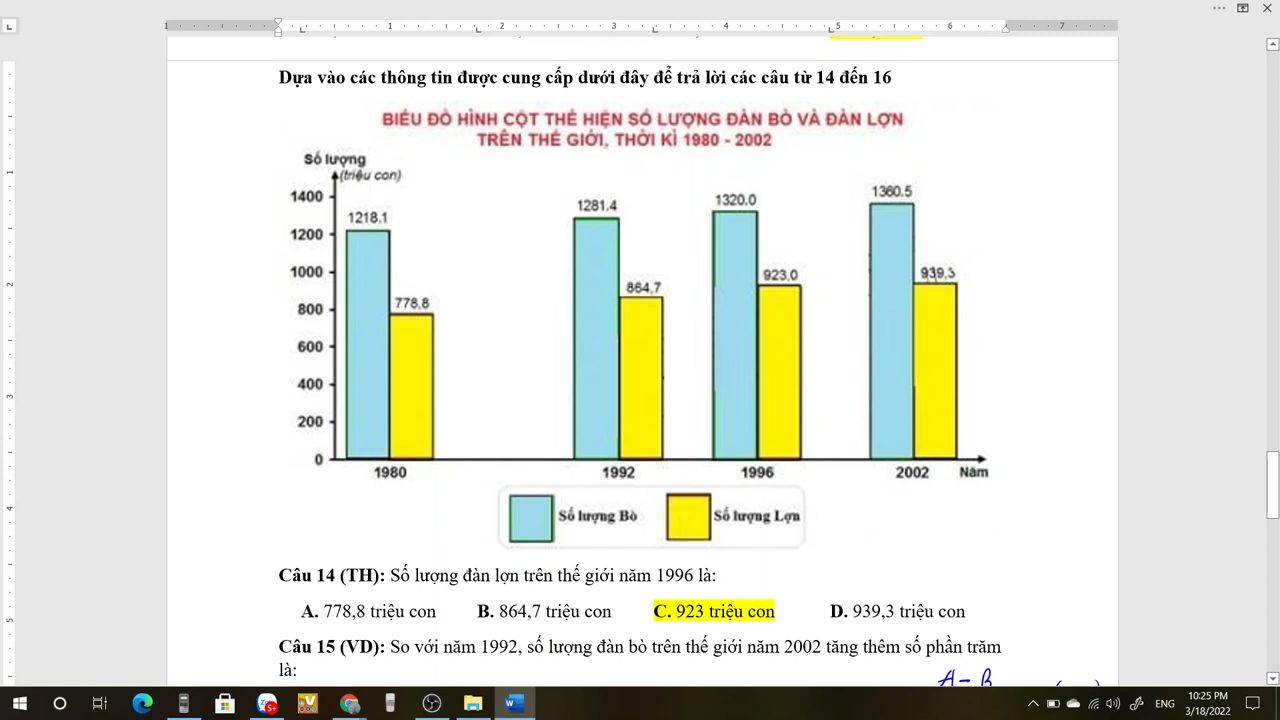 Dựa vào các thông tin được cung cấp dưới đây để trả lời các câu từ 14 đến 16
BIỂU ĐỒ HÌNH CỘT THỂ HIỆN SỐ LƯỢNG ĐÀN BÒ VÀ ĐÀN LỢN
TRÊN THẾ GIỚI, THỜI KÌ 1980 - 2002
Số lượng
(triệu con)
1400
1200
1000
800
600
400
200
0
1218,1
778,8
1281.4
864,7
1320.0
923,0
1360.5
939,3
1980
1992
1996
2002
Năm
Số lượng Bò
Số lượng Lợn
Câu 14 (TH): Số lượng đàn lợn trên thế giới năm 1996 là:
A. 778,8 triệu con B. 864,7 triệu con C. 923 triệu con D. 939,3 triệu con
Câu 15 (VD): So với năm 1992, số lượng đàn bò trên thế giới năm 2002 tăng thêm số phần trăm
là:
A - B
ENG
10:25 PM
3/18/2022